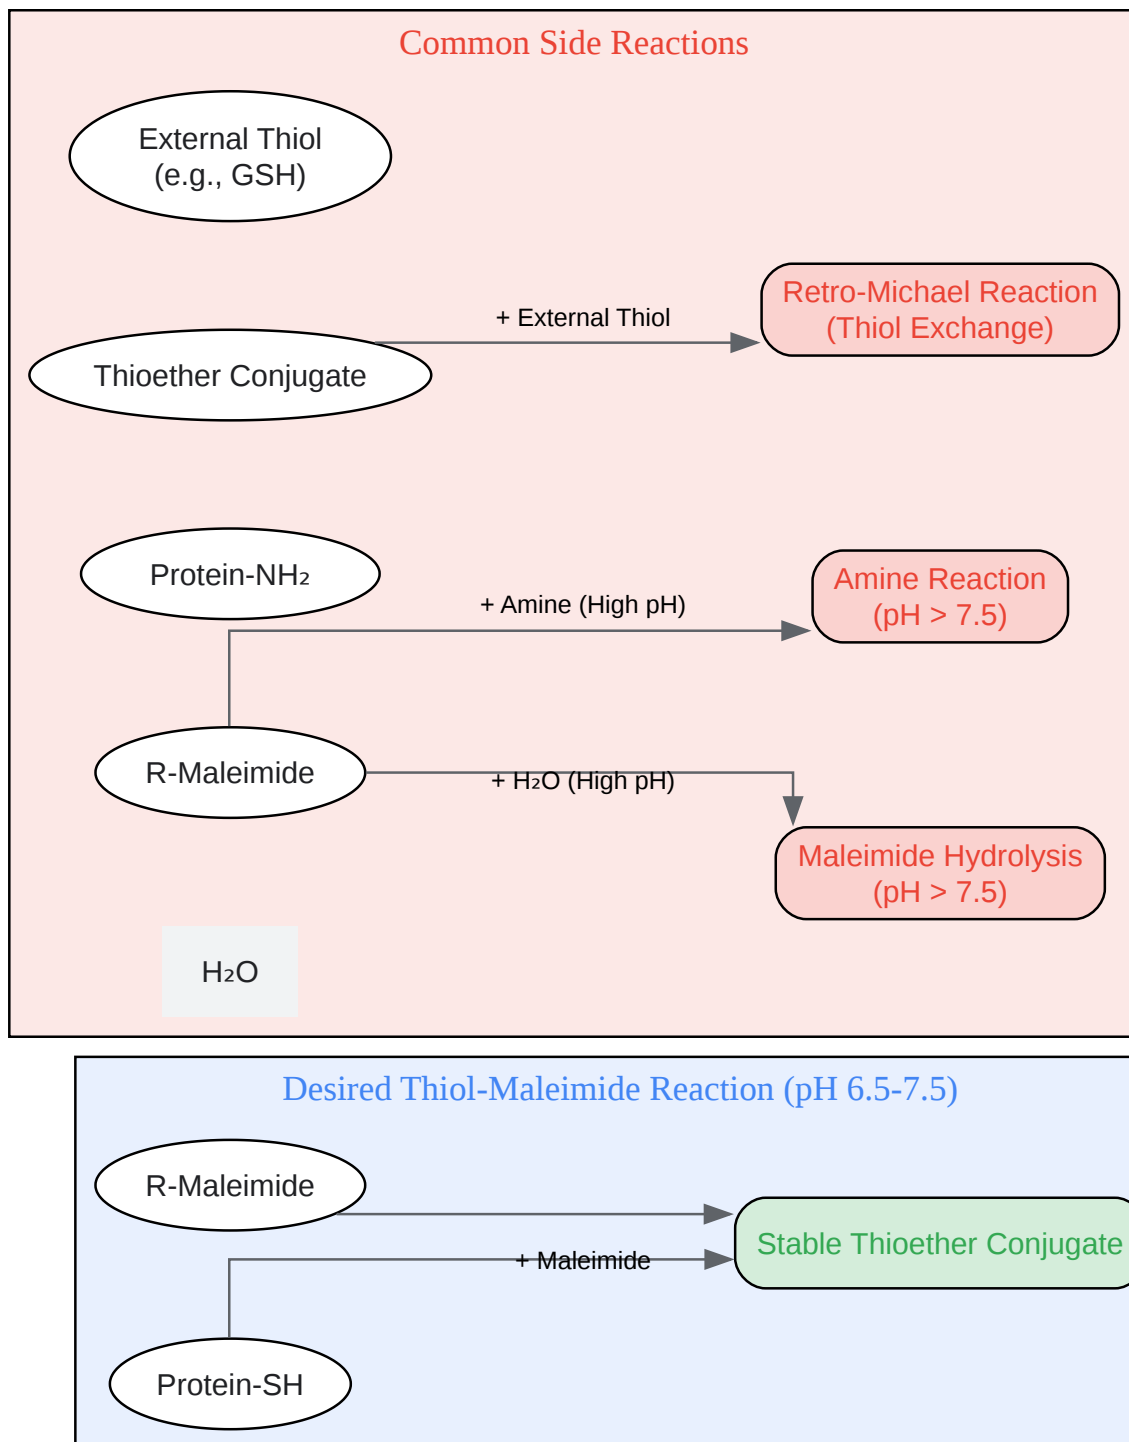 Common Side Reactions
External Thiol
(e.g., GSH)
Retro-Michael Reaction
(Thiol Exchange)
+ External Thiol
Thioether Conjugate
Protein-NH₂
Amine Reaction
(pH > 7.5)
+ Amine (High pH)
R-Maleimide
+ H₂O (High pH)
Maleimide Hydrolysis
(pH > 7.5)
H₂O
Desired Thiol-Maleimide Reaction (pH 6.5-7.5)
R-Maleimide
Stable Thioether Conjugate
+ Maleimide
Protein-SH